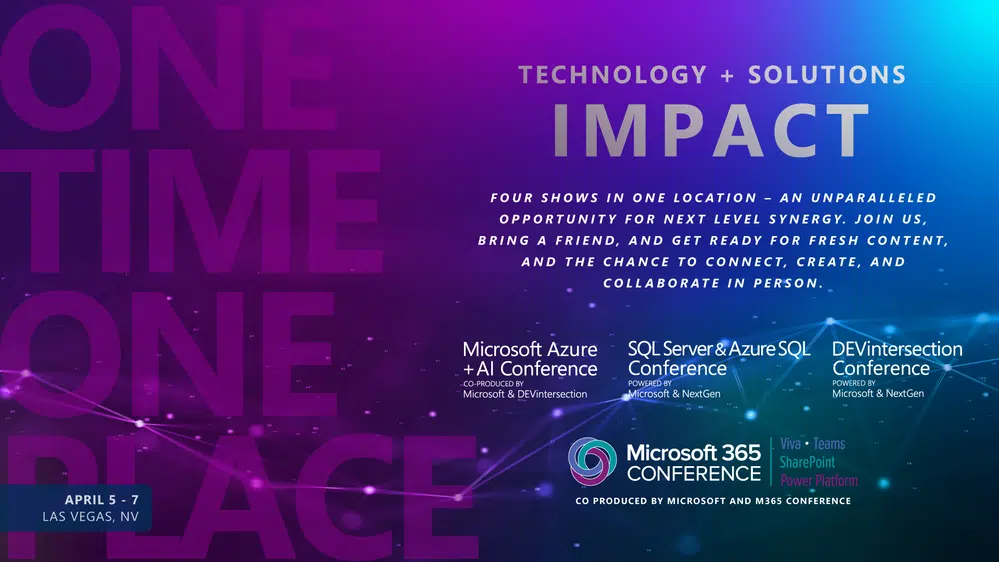 ONE
TIME
ONE
PLACE
APRIL 5 - 7
LAS VEGAS, NV
TECHNOLOGY + SOLUTIONS
IMPACT
FOUR SHOWS IN ONE LOCATION – AN UNPARALLELED
OPPORTUNITY FOR NEXT LEVEL SYNERGY. JOIN US,
BRING A FRIEND, AND GET READY FOR FRESH CONTENT,
AND THE CHANCE TO CONNECT, CREATE, AND
COLLABORATE IN PERSON.
Microsoft Azure
+ AI Conference
CO-PRODUCED BY
Microsoft & DEVintersection
SQL Server & Azure SQL
Conference
POWERED BY
Microsoft & NextGen
DEVintersection
Conference
POWERED BY
Microsoft & NextGen
Microsoft 365
CONFERENCE
Viva • Teams
SharePoint
Power Platform
CO PRODUCED BY MICROSOFT AND M365 CONFERENCE